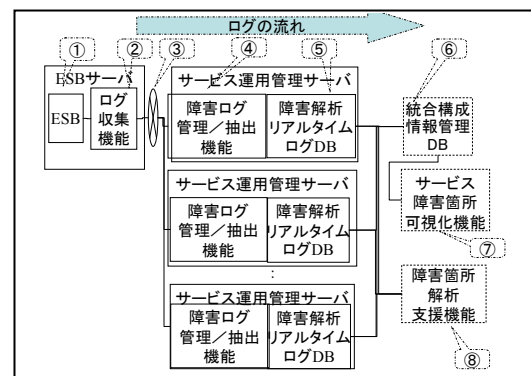 ログの流れ
①
②
③
④
⑤
⑥
ESBサーバ
ESB
ログ
収集
機能
サービス運用管理サーバ
障害ログ
管理／抽出
機能
障害解析
リアルタイム
ログDB
サービス運用管理サーバ
障害ログ
管理／抽出
機能
障害解析
リアルタイム
ログDB
：
サービス運用管理サーバ
障害ログ
管理／抽出
機能
障害解析
リアルタイム
ログDB
統合構成
情報管理
DB
サービス
障害箇所
可視化機能
⑦
障害箇所
解析
支援機能
⑧